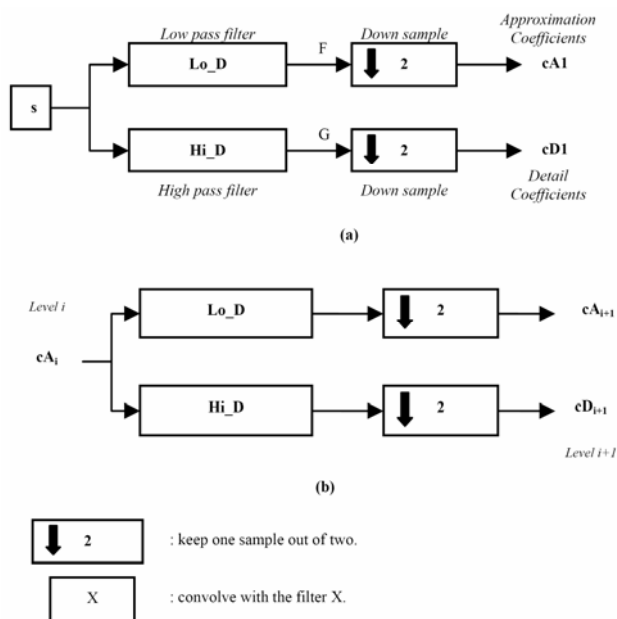 Approximation
Coefficients
Low pass filter F Down sample
Lo_D 2 cA1
s
G
Hi_D 2 cD1
High pass filter Down sample Detail
Coefficients
(a)
Level i
Lo_D 2 cAi+1
cAi
Hi_D 2 cDi+1
Level i+1
(b)
2 : keep one sample out of two.
X : convolve with the filter X.